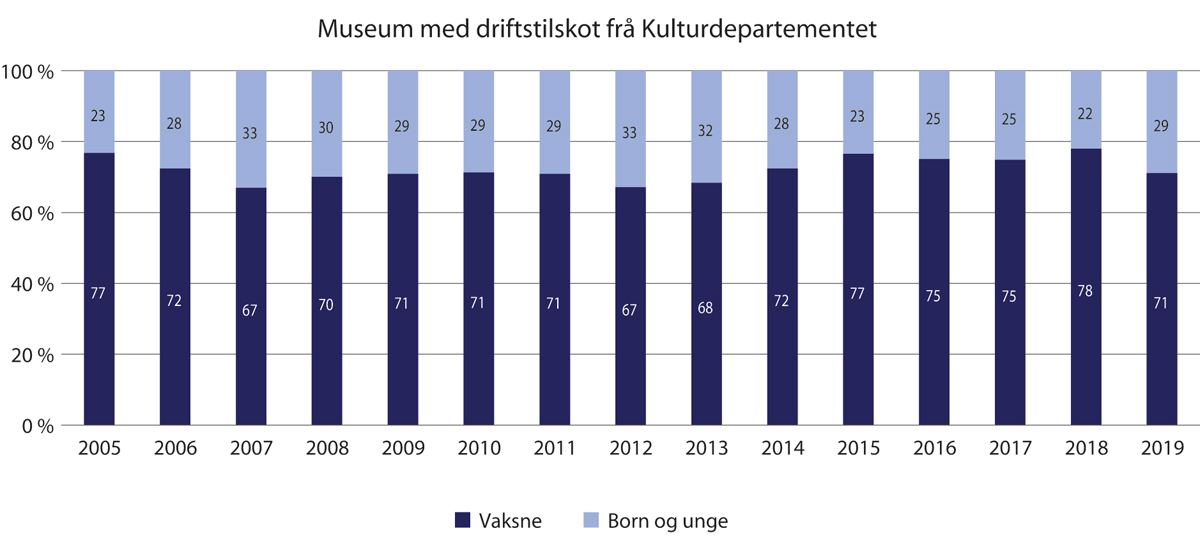 Museum med driftstilskot frå Kulturdepartementet
100 %
80 %
60 %
40 %
20 %
0 %
23 28 33 30 29 29 29 33 32 28 23 25 25 22 29
77 72 67 70 71 71 71 67 68 72 77 75 75 78 71
2005 2006 2007 2008 2009 2010 2011 2012 2013 2014 2015 2016 2017 2018 2019
Vaksne Born og unge